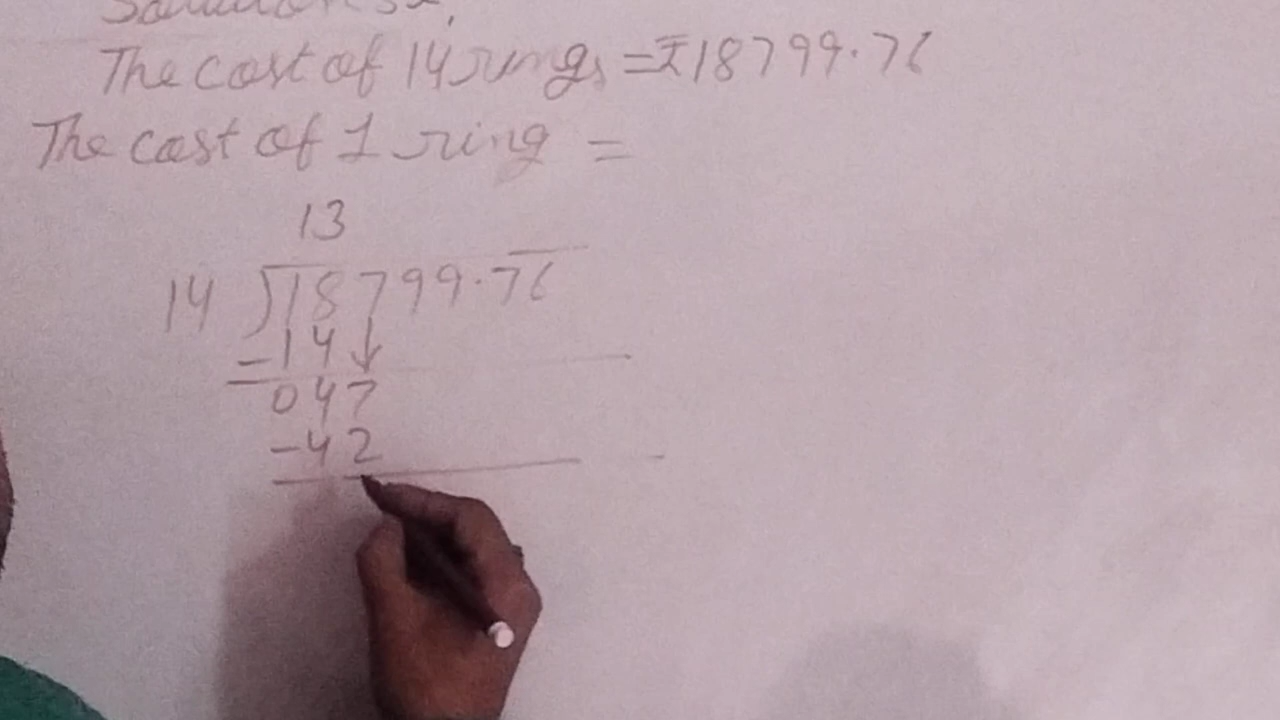 Solution :-
The cost of 14 rings = ₹18799.76
The cost of 1 ring =
13
14 ) 18799.76
-14
047
-42